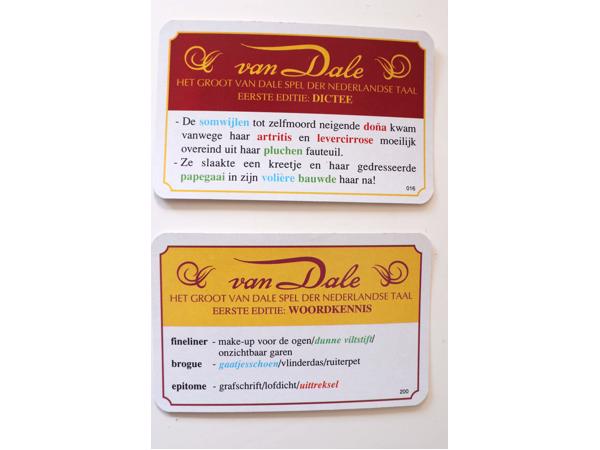 van Dale
HET GROOT VAN DALE SPEL DER NEDERLANDSE TAAL
EERSTE EDITIE: DICTEE
- De somwijlen tot zelfmoord neigende doña kwam
vanwege haar artritis en levercirrose moeilijk
overeind uit haar pluchen fauteuil.
- Ze slaakte een kreetje en haar gedresseerde
papegaai in zijn volière bauwde haar na!
016
van Dale
HET GROOT VAN DALE SPEL DER NEDERLANDSE TAAL
EERSTE EDITIE: WOORDKENNIS
fineliner - make-up voor de ogen/dunne viltstift/
onzichtbaar garen
brogue - gaatjesschoen/vlinderdas/ruiterpet
epitome - grafschrift/lofdicht/uittreksel
200